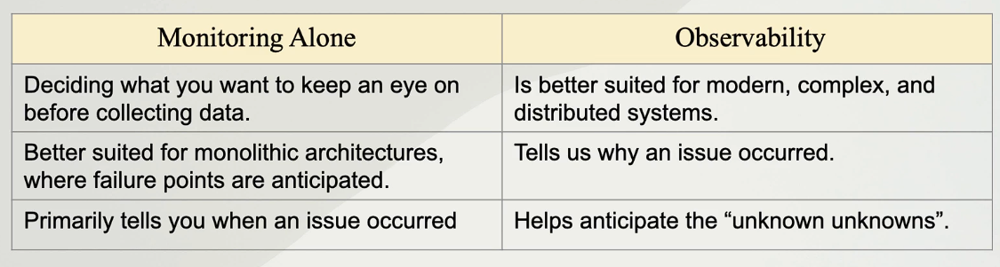 Monitoring Alone
Observability
Deciding what you want to keep an eye on
before collecting data.
Is better suited for modern, complex, and
distributed systems.
Better suited for monolithic architectures,
where failure points are anticipated.
Tells us why an issue occurred.
Primarily tells you when an issue occurred
Helps anticipate the “unknown unknowns”.